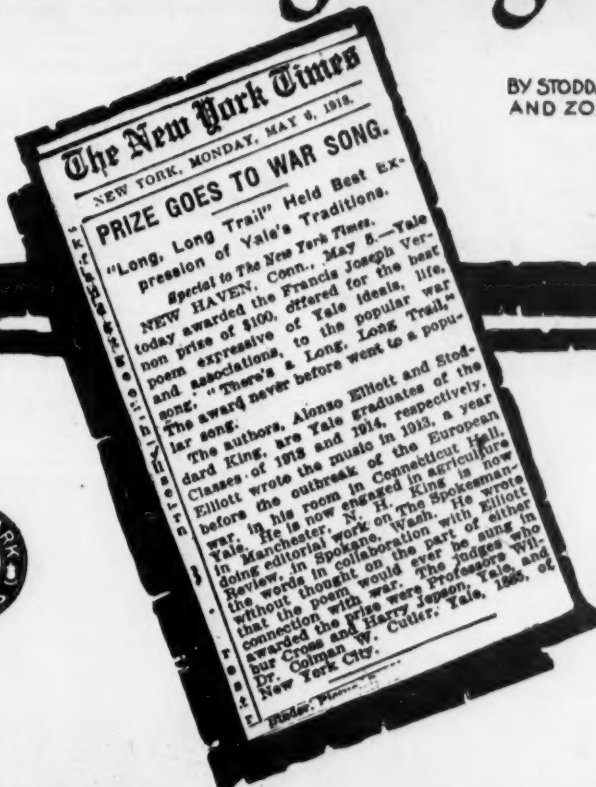 BY STODD
AND ZO
The New York Times
NEW YORK, MONDAY, MAY 6, 1918.
PRIZE GOES TO WAR SONG.
"Long, Long Trail" Held Best Ex-
pression of Yale's Traditions.
Special to The New York Times.
NEW HAVEN, Conn., May 5.—Yale
today awarded the Francis Joseph Ver-
non prize of $100, offered for the best
poem expressive of Yale ideals, life,
and associations, to the popular war
song, "There's a Long, Long Trail."
The award never before went to a popu-
lar song.
The authors, Alonzo Elliott and Stod-
dard King, are Yale graduates of the
Classes of 1913 and 1914, respectively.
Elliott wrote the music in 1913, a year
before the outbreak of the European
war, in his room in Connecticut Hall,
Yale. He is now engaged in agriculture
in Manchester, N. H. King is now
doing editorial work on The Spokesman-
Review, in Spokane, Wash. He wrote
the words in collaboration with Elliott
without thought on the part of either
that the poem would ever be sung in
connection with war. The judges who
awarded the prize were Professors Wil-
bur Cross and Harry Jepson, Yale, and
Dr. Colman W. Cutler, Yale, 1885, of
New York City.
ARK